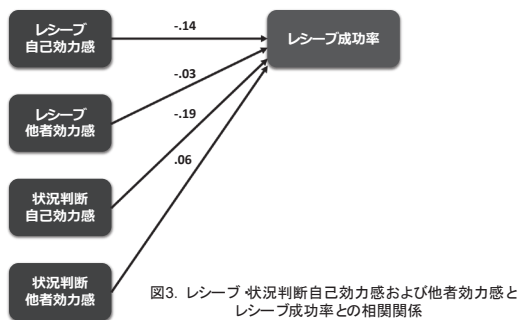 レシーブ
自己効力感
-.14
レシーブ成功率
レシーブ
他者効力感
-.03
-.19
状況判断
自己効力感
.06
状況判断
他者効力感
図3. レシーブ・状況判断自己効力感および他者効力感と
レシーブ成功率との相関関係